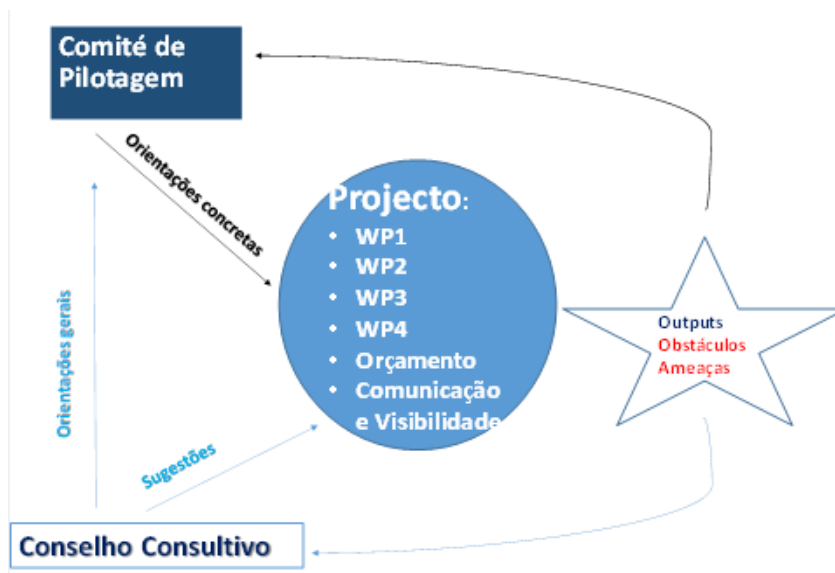 Comité de
Pilotagem
Orientações concretas
Projecto:
• WP1
• WP2
• WP3
• WP4
• Orçamento
• Comunicação
e Visibilidade
Outputs
Obstáculos
Ameaças
Orientações gerais
Sugestões
Conselho Consultivo